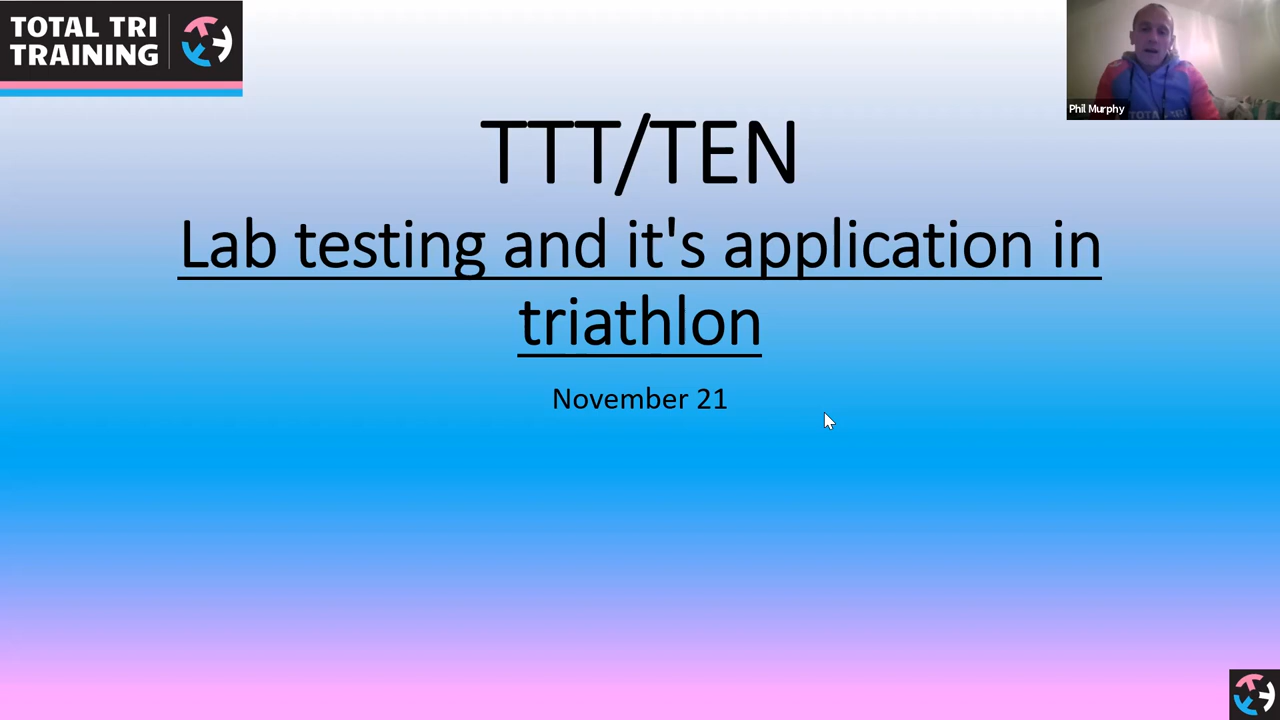 TOTAL TRI
TRAINING
Phil Murphy
TTT/TEN
Lab testing and it's application in
triathlon
November 21